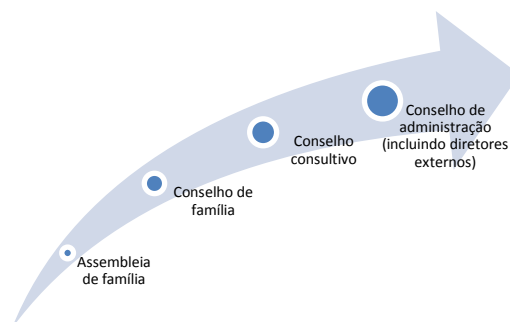 Assembleia
de família
Conselho de
família
Conselho
consultivo
Conselho de
administração
(incluindo diretores
externos)